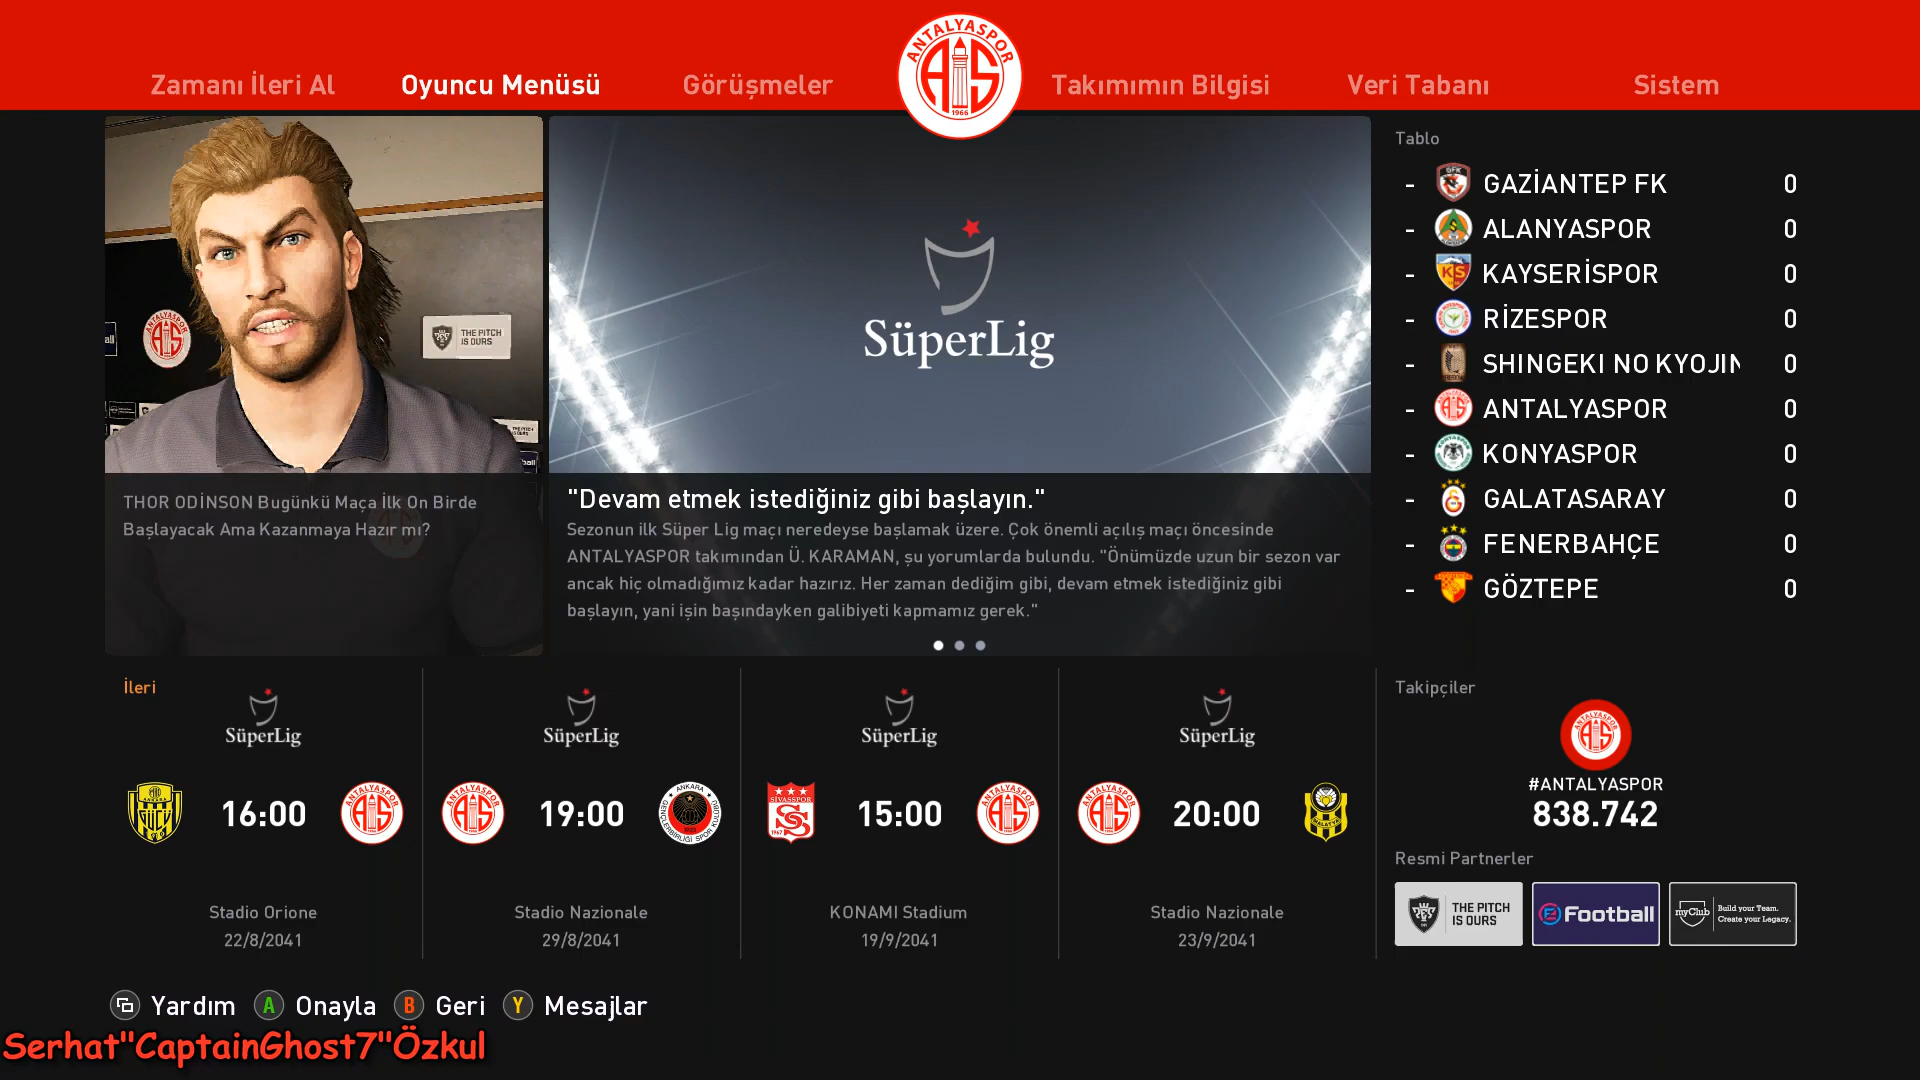 Zamanı İleri Al
Oyuncu Menüsü
Görüşmeler
ANTALYASPOR
1966
Takımımın Bilgisi
Veri Tabanı
Sistem
THE PITCH
IS OURS
THOR ODİNSON Bugünkü Maça İlk On Birde
Başlayacak Ama Kazanmaya Hazır mı?
SüperLig
"Devam etmek istediğiniz gibi başlayın."
Sezonun ilk Süper Lig maçı neredeyse başlamak üzere. Çok önemli açılış maçı öncesinde
ANTALYASPOR takımından Ü. KARAMAN, şu yorumlarda bulundu. "Önümüzde uzun bir sezon var
ancak hiç olmadığımız kadar hazırız. Her zaman dediğim gibi, devam etmek istediğiniz gibi
başlayın, yani işin başındayken galibiyeti kapmamız gerek."
Tablo
- GAZİANTEP FK 0
- ALANYASPOR 0
- KAYSERİSPOR 0
- RİZESPOR 0
- SHINGEKI NO KYOJIN 0
- ANTALYASPOR 0
- KONYASPOR 0
- GALATASARAY 0
- FENERBAHÇE 0
- GÖZTEPE 0
İleri
SüperLig
16:00
Stadio Orione
22/8/2041
SüperLig
19:00
Stadio Nazionale
29/8/2041
SüperLig
15:00
KONAMI Stadium
19/9/2041
SüperLig
20:00
Stadio Nazionale
23/9/2041
Takipçiler
#ANTALYASPOR
838.742
Resmi Partnerler
THE PITCH
IS OURS
eFootball
myClub
Build your Team.
Create your Legacy.
Yardım A Onayla B Geri Y Mesajlar
Serhat"CaptainGhost7"Özkul